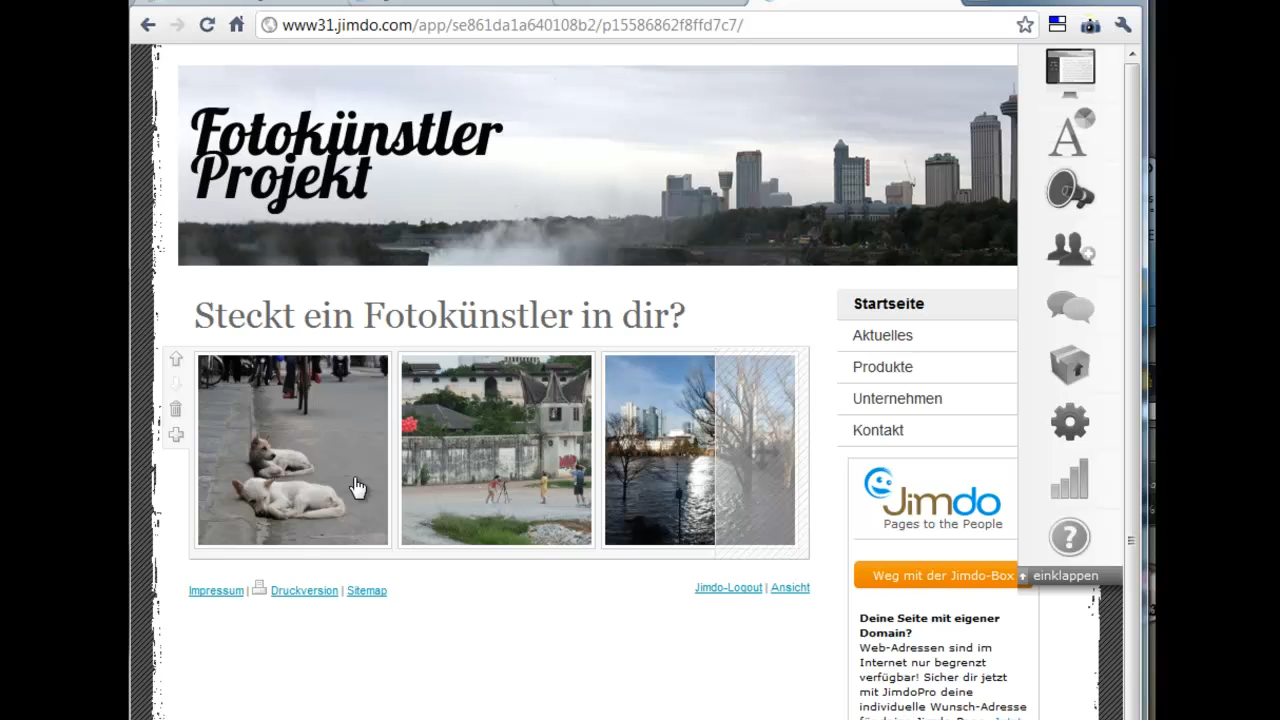 www31.jimdo.com/app/se861da1a640108b2/p15586862f8ffd7c7/
Fotokünstler
Projekt
Steckt ein Fotokünstler in dir?
Startseite
Aktuelles
Produkte
Unternehmen
Kontakt
Jimdo
Pages to the People
Weg mit der Jimdo-Box
einklappen
Impressum | Druckversion | Sitemap
Jimdo-Logout | Ansicht
Deine Seite mit eigener
Domain?
Web-Adressen sind im
Internet nur begrenzt
verfügbar! Sicher dir jetzt
mit JimdoPro deine
individuelle Wunsch-Adresse